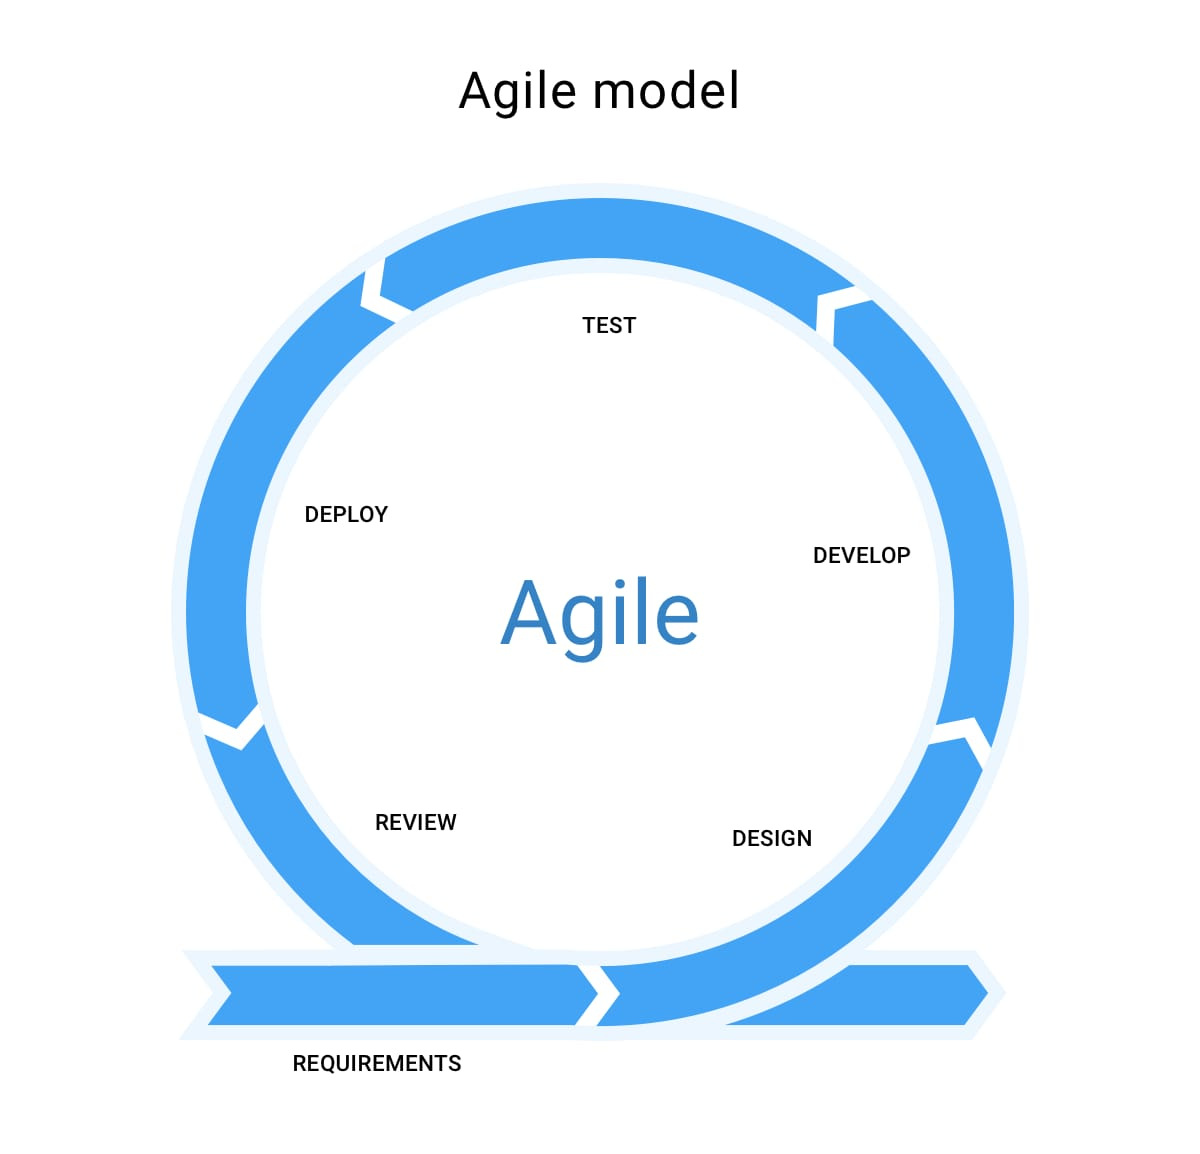 Agile model
TEST
DEPLOY
DEVELOP
Agile
REVIEW
DESIGN
REQUIREMENTS